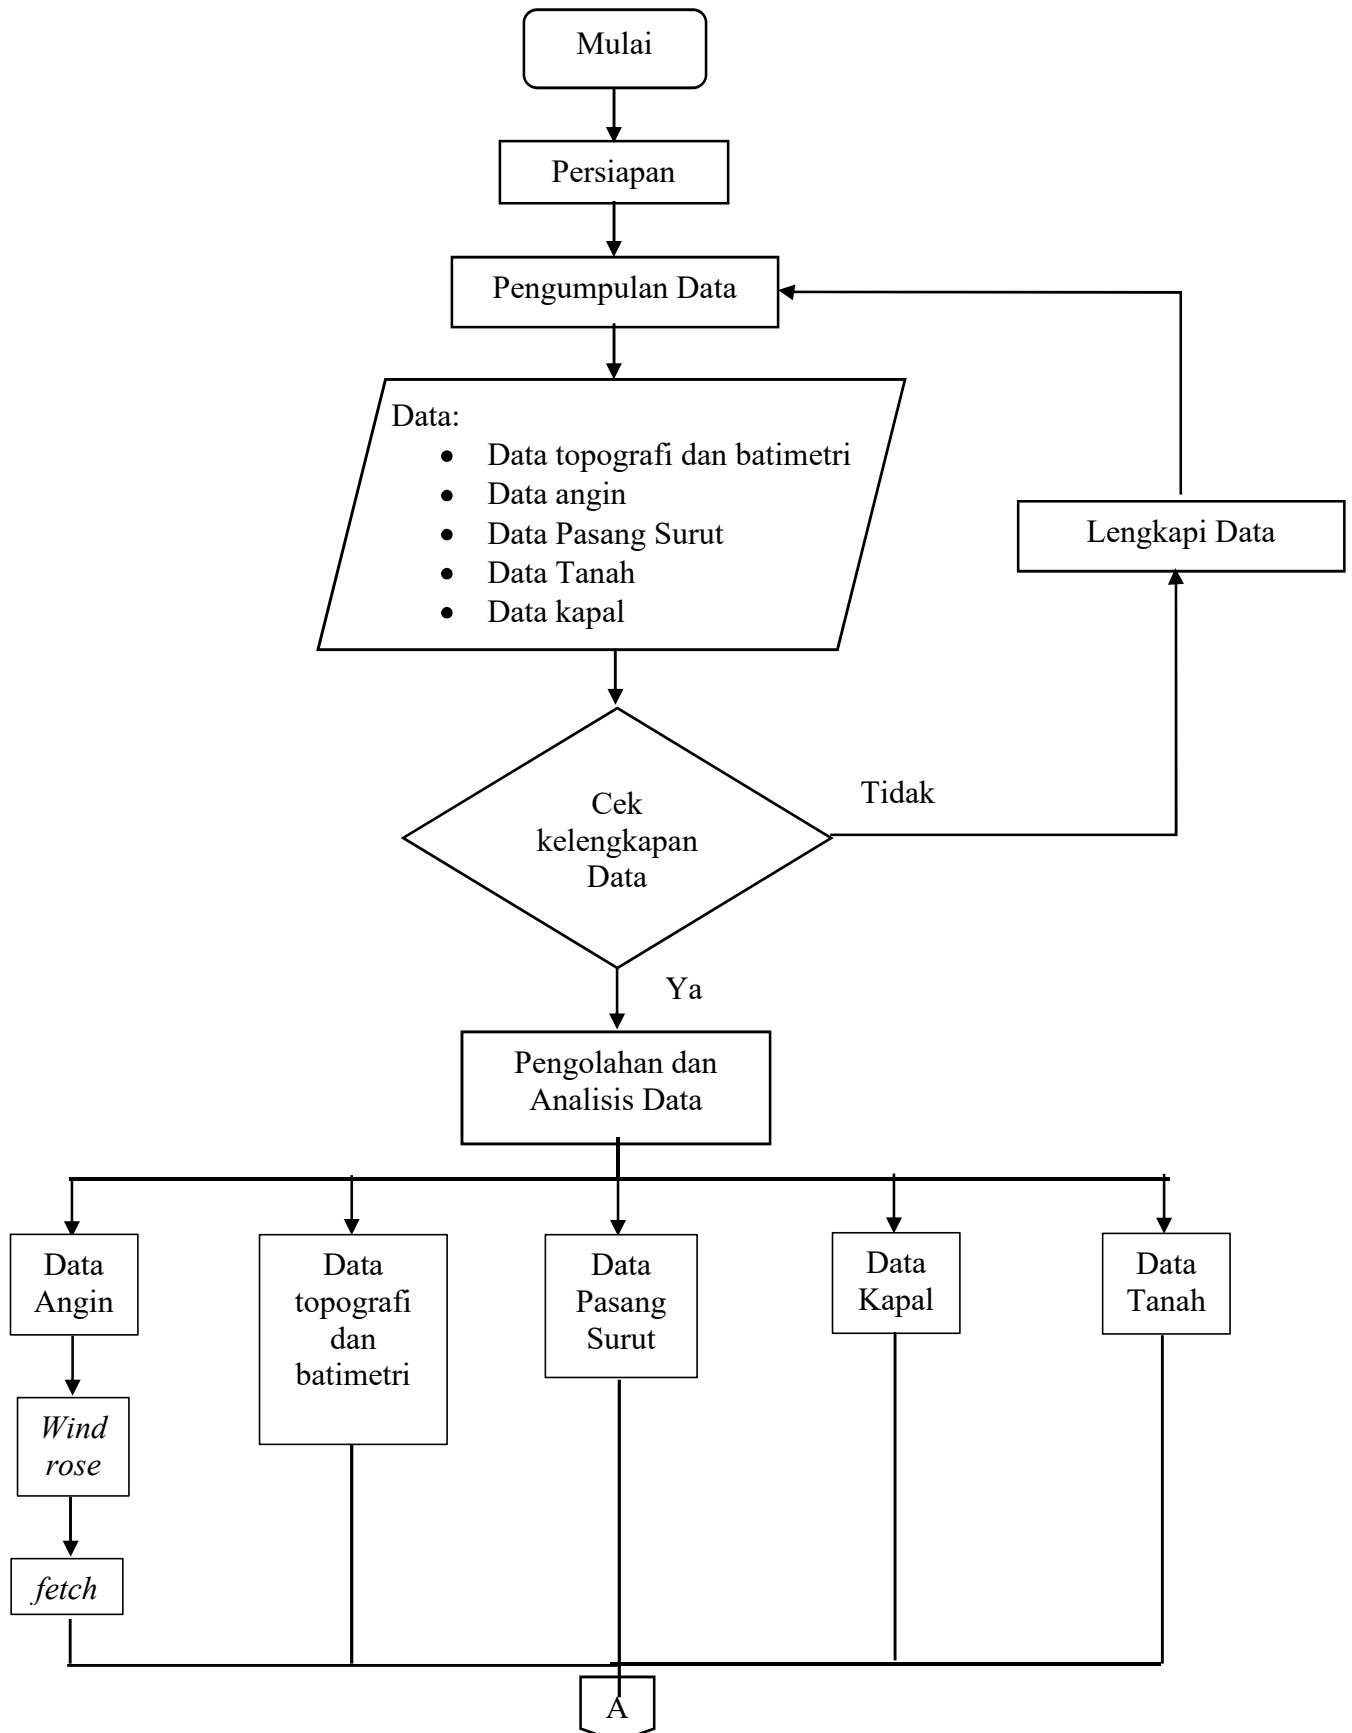 Mulai
Persiapan
Pengumpulan Data
Data:
• Data topografi dan batimetri
• Data angin
• Data Pasang Surut
• Data Tanah
• Data kapal
Lengkapi Data
Cek
kelengkapan
Data
Tidak
Ya
Pengolahan dan
Analisis Data
Data
Angin
Data
topografi
dan
batimetri
Data
Pasang
Surut
Data
Kapal
Data
Tanah
Wind
rose
fetch
A